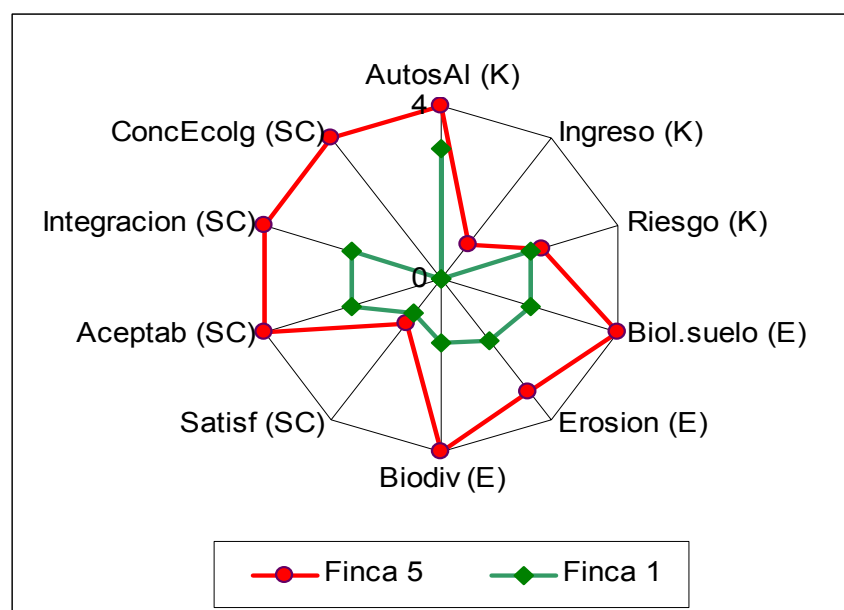 AutosAl (K)
4
ConcEcolg (SC)
Ingreso (K)
Integracion (SC)
Riesgo (K)
0
Aceptab (SC)
Biol.suelo (E)
Satisf (SC)
Erosion (E)
Biodiv (E)
Finca 5
Finca 1